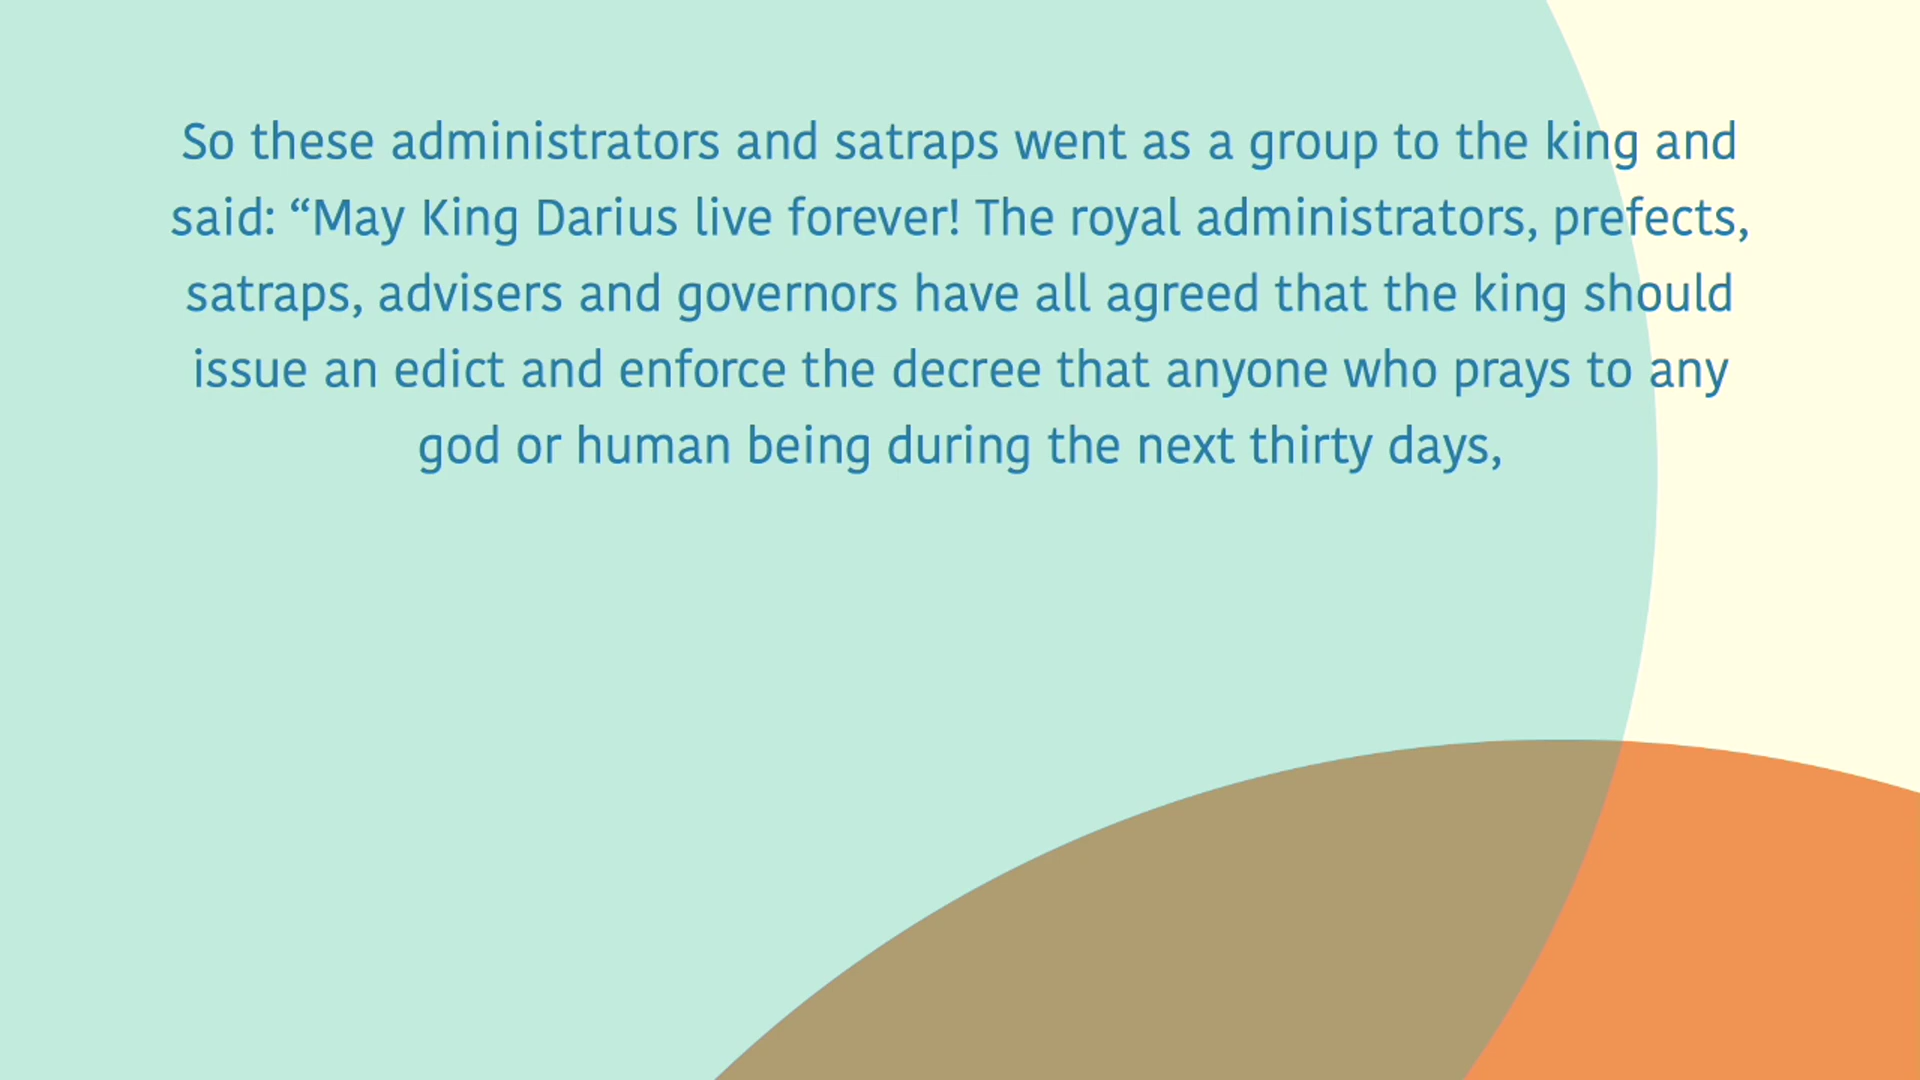 So these administrators and satraps went as a group to the king and
said: “May King Darius live forever! The royal administrators, prefects,
satraps, advisers and governors have all agreed that the king should
issue an edict and enforce the decree that anyone who prays to any
god or human being during the next thirty days,